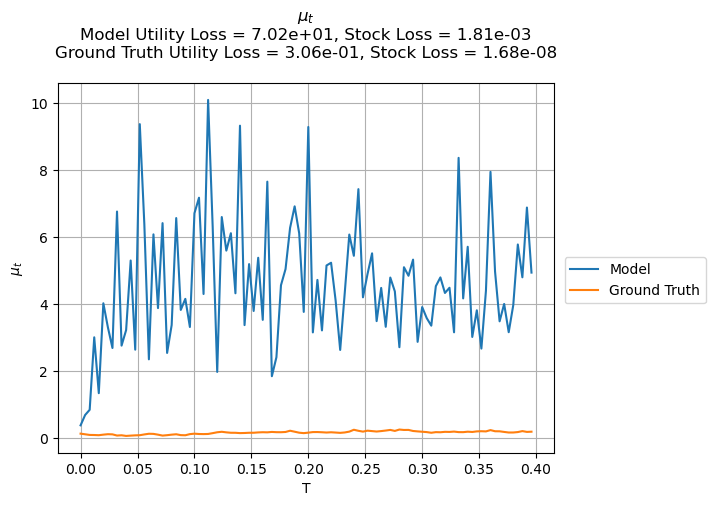 μₜ
Model Utility Loss = 7.02e+01, Stock Loss = 1.81e-03
Ground Truth Utility Loss = 3.06e-01, Stock Loss = 1.68e-08
μₜ
10
8
6
4
2
0
0.00 0.05 0.10 0.15 0.20 0.25 0.30 0.35 0.40
T
Model
Ground Truth